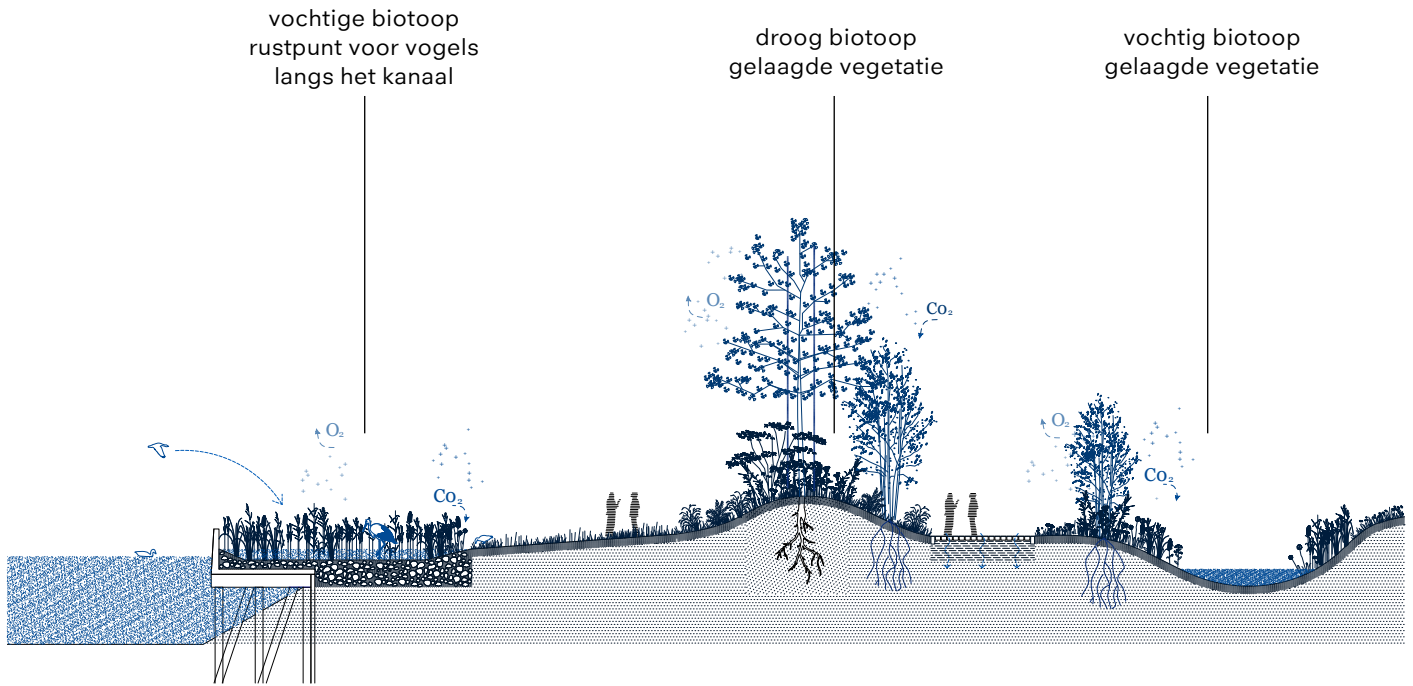 vochtige biotoop
rustpunt voor vogels
langs het kanaal
droog biotoop
gelaagde vegetatie
vochtig biotoop
gelaagde vegetatie
O₂
Co₂
O₂
Co₂
O₂
Co₂